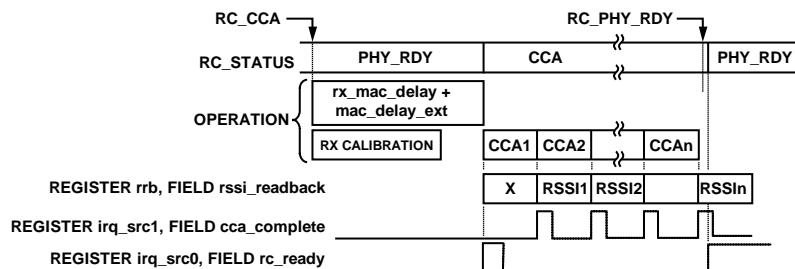 RC_CCA RC_PHY_RDY
RC_STATUS PHY_RDY CCA PHY_RDY
OPERATION rx_mac_delay +
mac_delay_ext
RX CALIBRATION CCA1 CCA2 CCAn
REGISTER rrb, FIELD rssi_readback X RSSI1 RSSI2 RSSIn
REGISTER irq_src1, FIELD cca_complete
REGISTER irq_src0, FIELD rc_ready